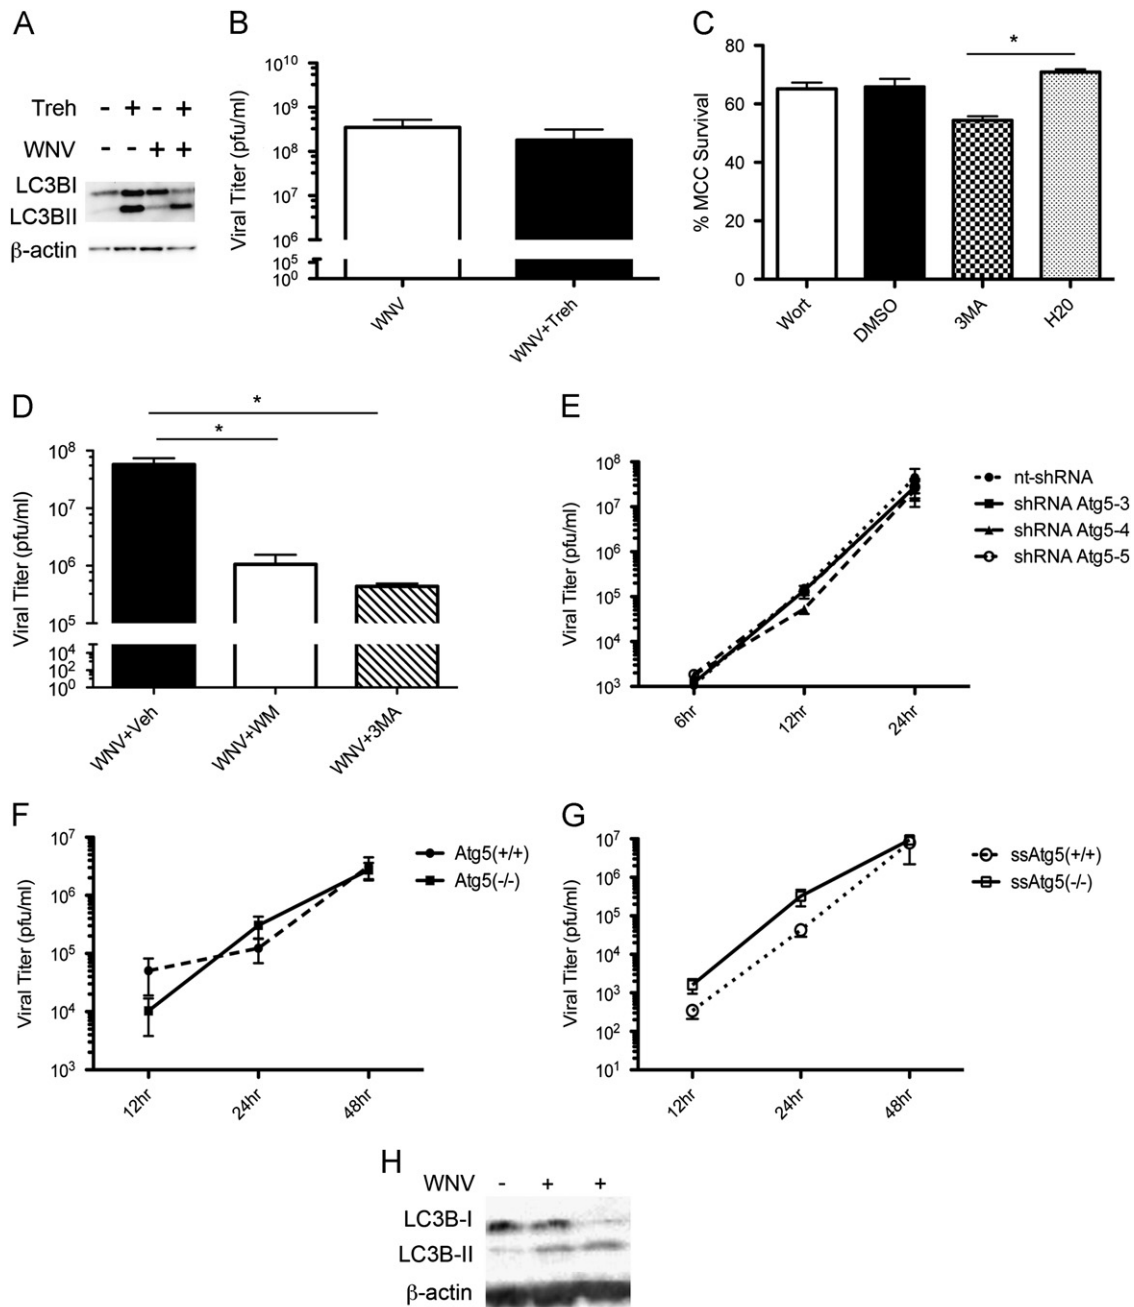 A
Treh - + - +
WNV - - + +
LC3BI
LC3BII
β-actin
B
Viral Titer (pfu/ml)
10^10
10^9
10^8
10^7
10^6
10^5
10^0
WNV
WNV+Treh
C
% MCC Survival
80
60
40
20
0
Wort
DMSO
3MA
H20
*
D
Viral Titer (pfu/ml)
10^8
10^7
10^6
10^5
10^4
10^2
10^0
WNV+Veh
WNV+WM
WNV+3MA
*
*
E
Viral Titer (pfu/ml)
10^8
10^7
10^6
10^5
10^4
10^3
6hr
12hr
24hr
nt-shRNA
shRNA Atg5-3
shRNA Atg5-4
shRNA Atg5-5
F
Viral Titer (pfu/ml)
10^7
10^6
10^5
10^4
10^3
12hr
24hr
48hr
Atg5(+/+)
Atg5(-/-)
G
Viral Titer (pfu/ml)
10^7
10^6
10^5
10^4
10^3
10^2
10^1
12hr
24hr
48hr
ssAtg5(+/+)
ssAtg5(-/-)
H
WNV - + +
LC3B-I
LC3B-II
β-actin